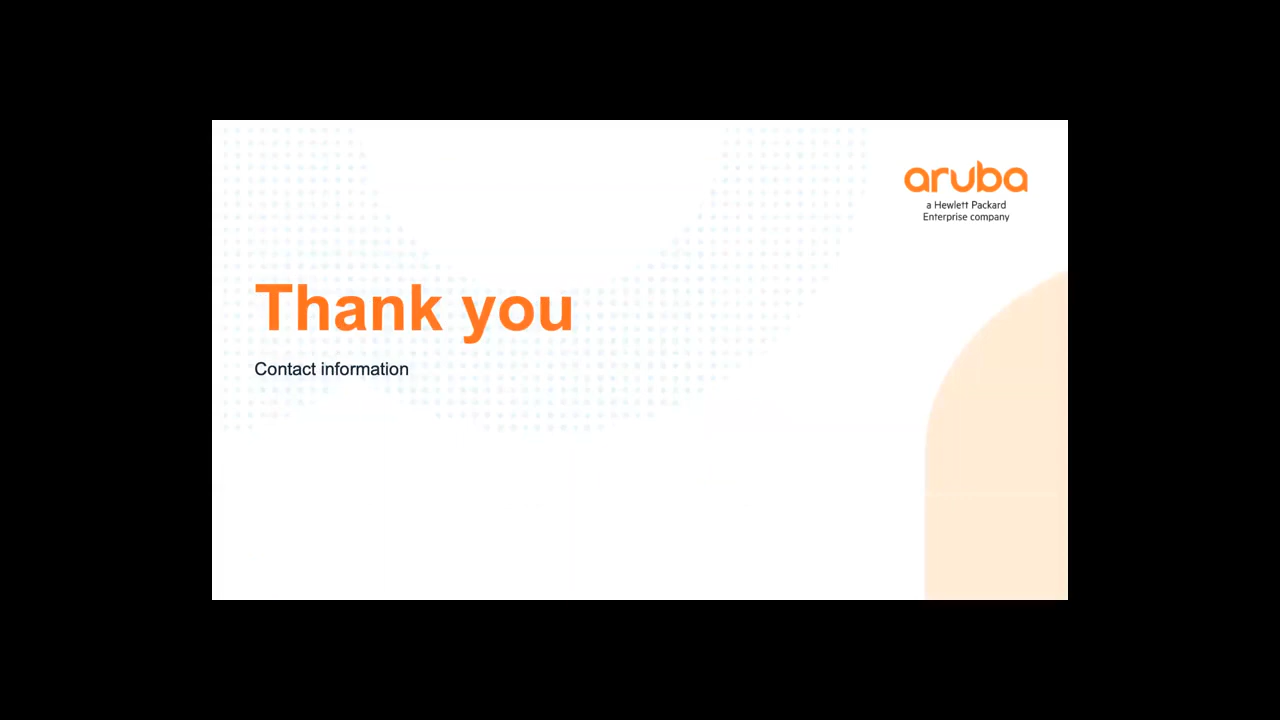 aruba
a Hewlett Packard
Enterprise company
Thank you
Contact information